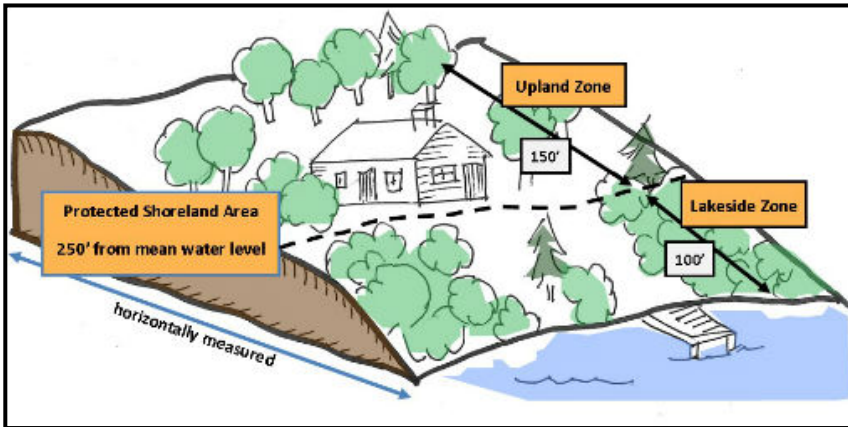 Upland Zone
150'
Protected Shoreland Area
250' from mean water level
Lakeside Zone
100'
horizontally measured